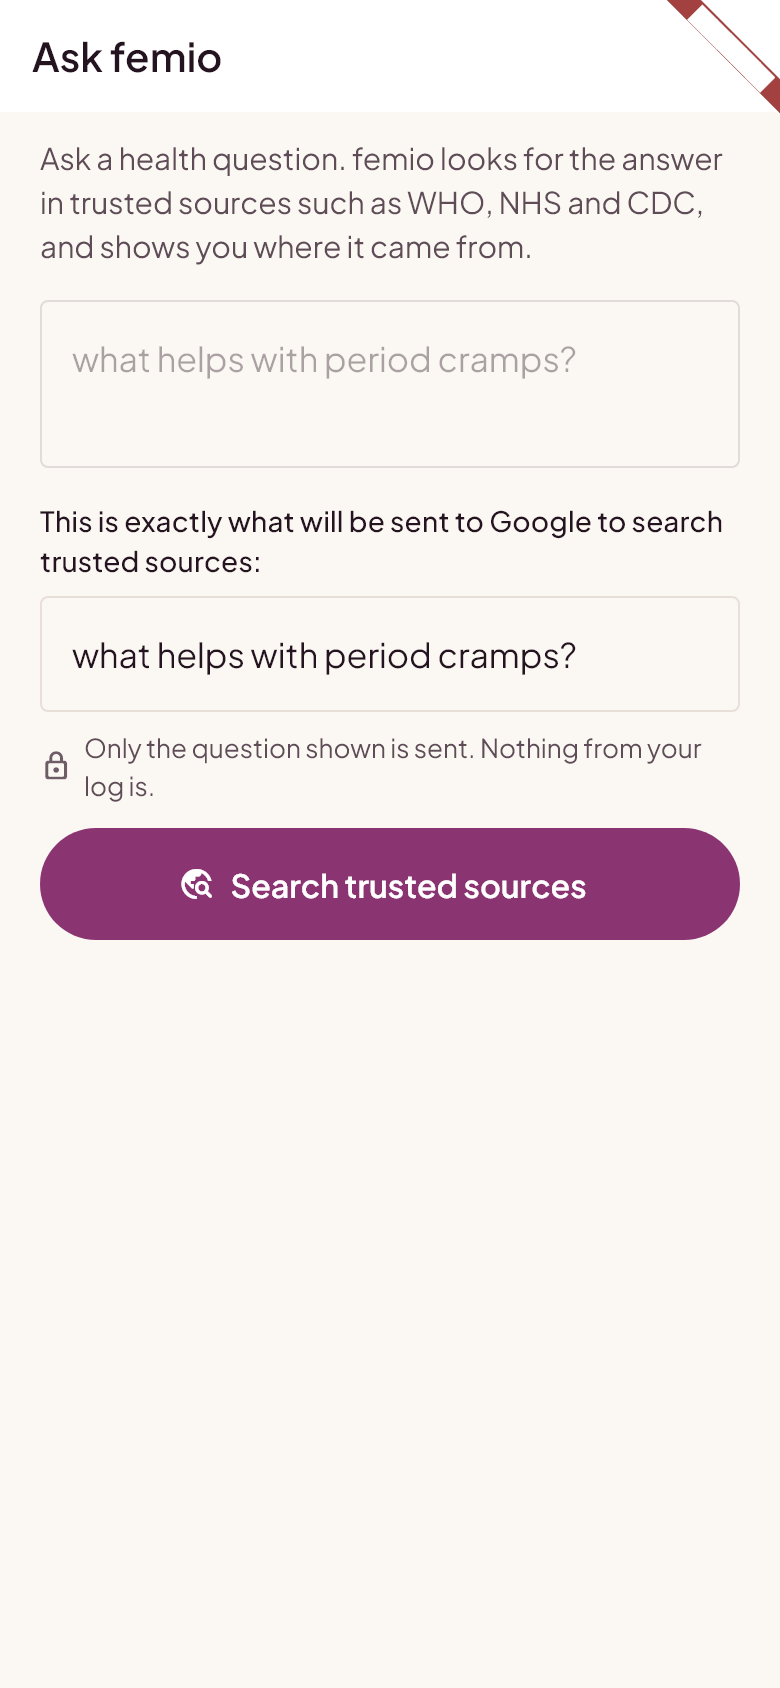 Ask femio
Ask a health question. femio looks for the answer
in trusted sources such as WHO, NHS and CDC,
and shows you where it came from.
what helps with period cramps?
This is exactly what will be sent to Google to search
trusted sources:
what helps with period cramps?
Only the question shown is sent. Nothing from your
log is.
Search trusted sources